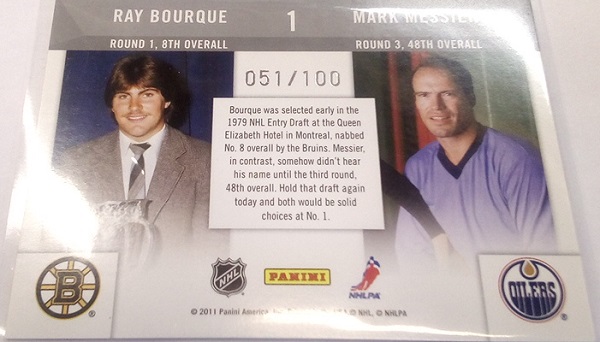 RAY BOURQUE 1 MARK MESSIER
ROUND 1, 8TH OVERALL ROUND 3, 48TH OVERALL
051/100
Bourque was selected early in the
1979 NHL Entry Draft at the Queen
Elizabeth Hotel in Montreal, nabbed
No. 8 overall by the Bruins. Messier,
in contrast, somehow didn't hear
his name until the third round,
48th overall. Hold that draft again
today and both would be solid
choices at No. 1.
B ® NHL PANINI NHLPA OILERS ®
© 2011 Panini America, © NHL, © NHLPA